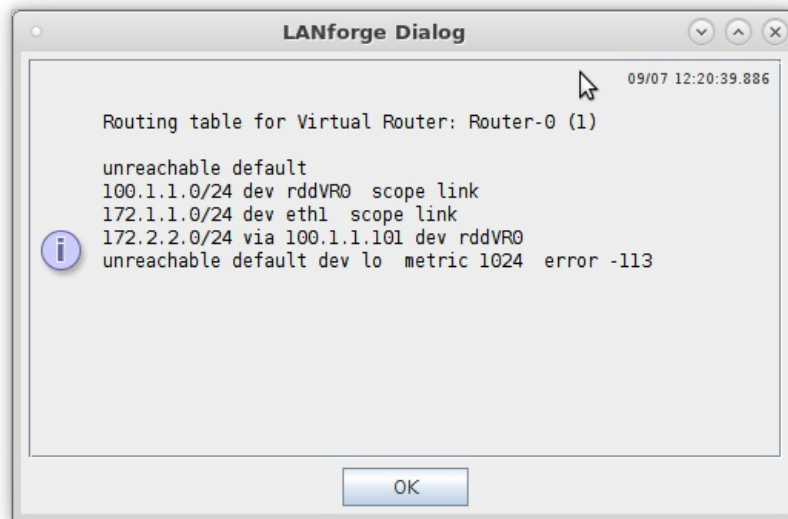 LANforge Dialog
09/07 12:20:39.886
Routing table for Virtual Router: Router-0 (1)
unreachable default
100.1.1.0/24 dev rddVR0  scope link
172.1.1.0/24 dev eth1  scope link
172.2.2.0/24 via 100.1.1.101 dev rddVR0
unreachable default dev lo  metric 1024  error -113
OK